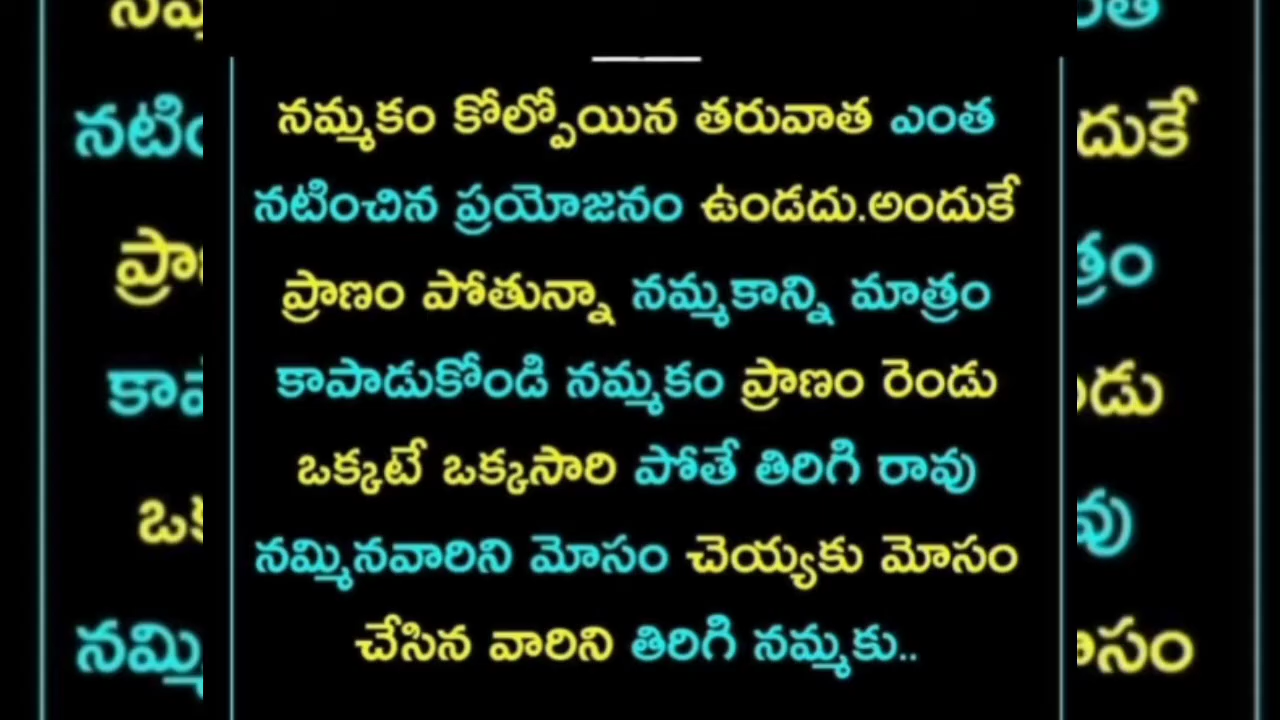 నమ్మకం కోల్పోయిన తరువాత ఎంత
నటించిన ప్రయోజనం ఉండదు.అందుకే
ప్రాణం పోతున్నా నమ్మకాన్ని మాత్రం
కాపాడుకోండి నమ్మకం ప్రాణం రెండు
ఒక్కటే ఒక్కసారి పోతే తిరిగి రావు
నమ్మినవారిని మోసం చెయ్యకు మోసం
చేసిన వారిని తిరిగి నమ్మకు..